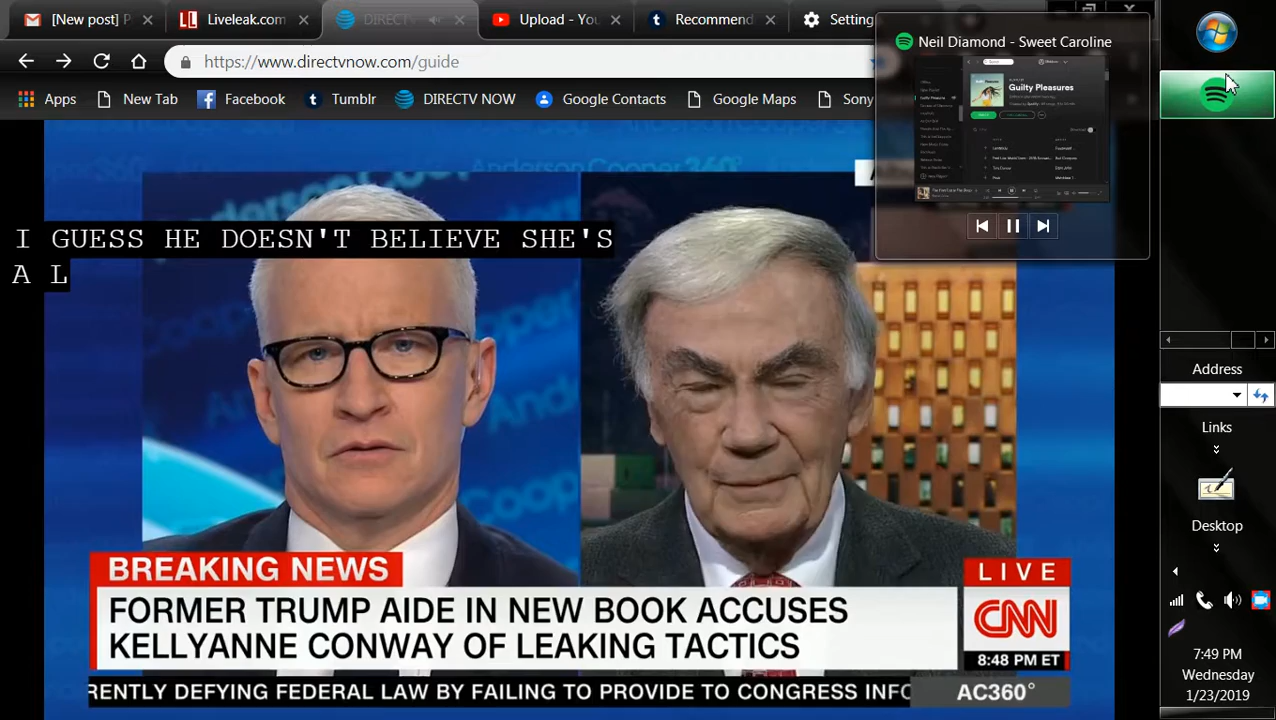 [New post] P
Liveleak.com
DIRECTV
Upload - You
Recommend
Setting
https://www.directvnow.com/guide
Apps
New Tab
Tumblr
DIRECTV NOW
Google Contacts
Google Maps
Sony
Neil Diamond - Sweet Caroline
Guilty Pleasures
I GUESS HE DOESN'T BELIEVE SHE'S
A L
BREAKING NEWS
FORMER TRUMP AIDE IN NEW BOOK ACCUSES
KELLYANNE CONWAY OF LEAKING TACTICS
LIVE
CNN
8:48 PM ET
RENTLY DEFYING FEDERAL LAW BY FAILING TO PROVIDE TO CONGRESS INFO
AC360°
Address
Links
Desktop
7:49 PM
Wednesday
1/23/2019